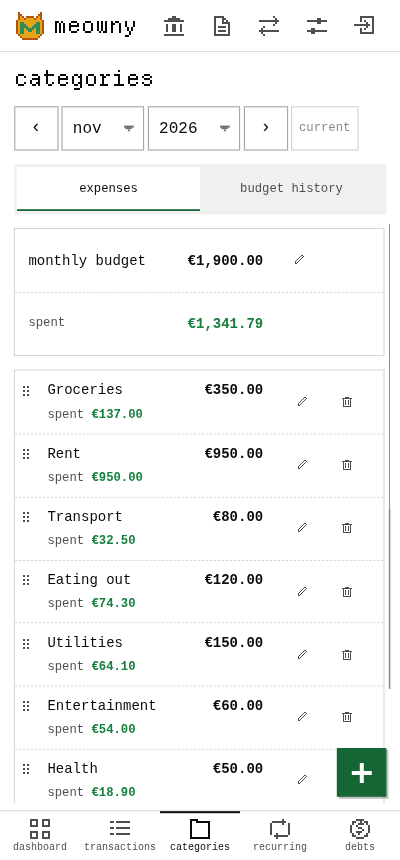 meowny
categories
‹ nov 2026 › current
expenses budget history
monthly budget €1,900.00
spent €1,341.79
Groceries €350.00
spent €137.00
Rent €950.00
spent €950.00
Transport €80.00
spent €32.50
Eating out €120.00
spent €74.30
Utilities €150.00
spent €64.10
Entertainment €60.00
spent €54.00
Health €50.00
spent €18.90
+
dashboard transactions categories recurring debts